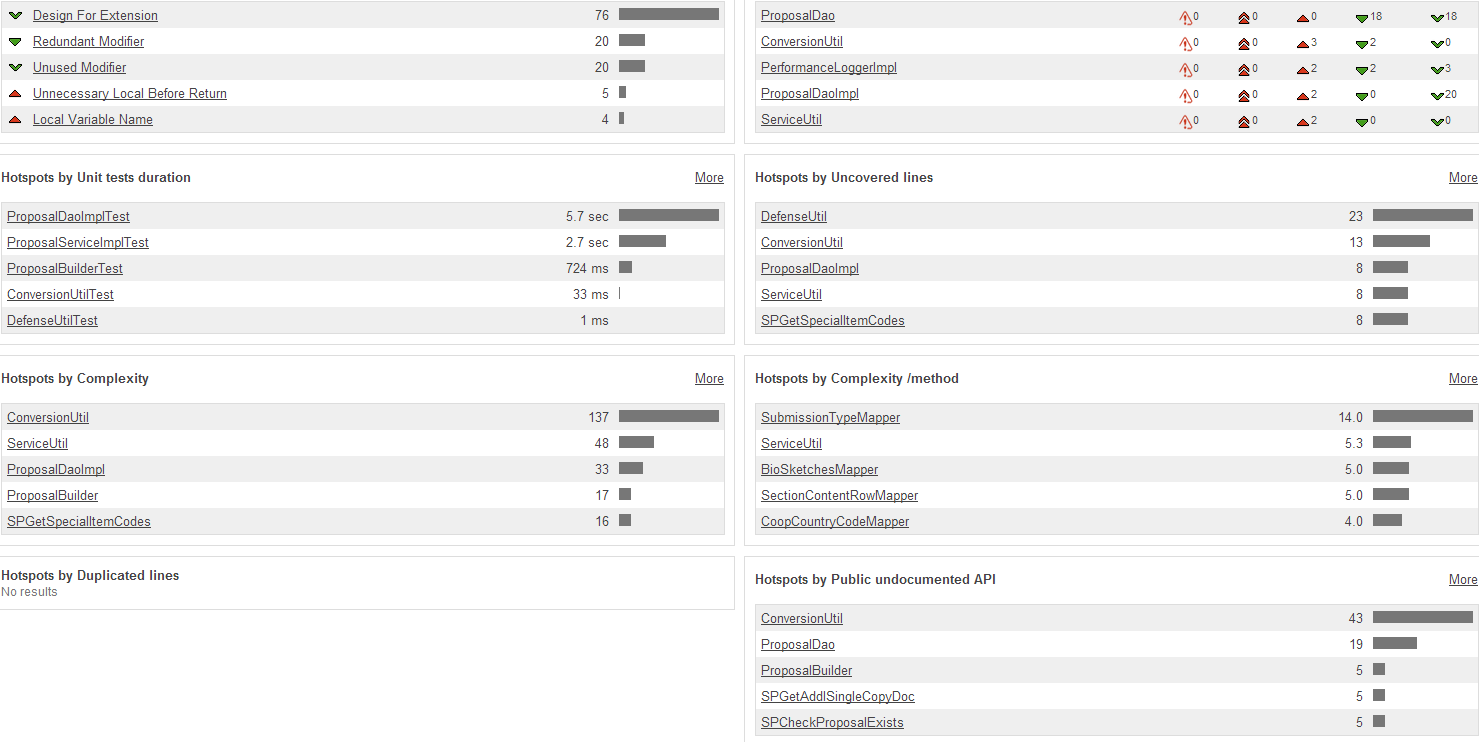 Design For Extension 76
Redundant Modifier 20
Unused Modifier 20
Unnecessary Local Before Return 5
Local Variable Name 4
ProposalDao 0 0 0 18 18
ConversionUtil 0 0 3 2 0
PerformanceLoggerImpl 0 0 2 2 3
ProposalDaoImpl 0 0 2 0 20
ServiceUtil 0 0 2 0 0
Hotspots by Unit tests duration More
ProposalDaoImplTest 5.7 sec
ProposalServiceImplTest 2.7 sec
ProposalBuilderTest 724 ms
ConversionUtilTest 33 ms
DefenseUtilTest 1 ms
Hotspots by Uncovered lines More
DefenseUtil 23
ConversionUtil 13
ProposalDaoImpl 8
ServiceUtil 8
SPGetSpecialItemCodes 8
Hotspots by Complexity More
ConversionUtil 137
ServiceUtil 48
ProposalDaoImpl 33
ProposalBuilder 17
SPGetSpecialItemCodes 16
Hotspots by Complexity /method More
SubmissionTypeMapper 14.0
ServiceUtil 5.3
BioSketchesMapper 5.0
SectionContentRowMapper 5.0
CoopCountryCodeMapper 4.0
Hotspots by Duplicated lines
No results
Hotspots by Public undocumented API More
ConversionUtil 43
ProposalDao 19
ProposalBuilder 5
SPGetAddlSingleCopyDoc 5
SPCheckProposalExists 5